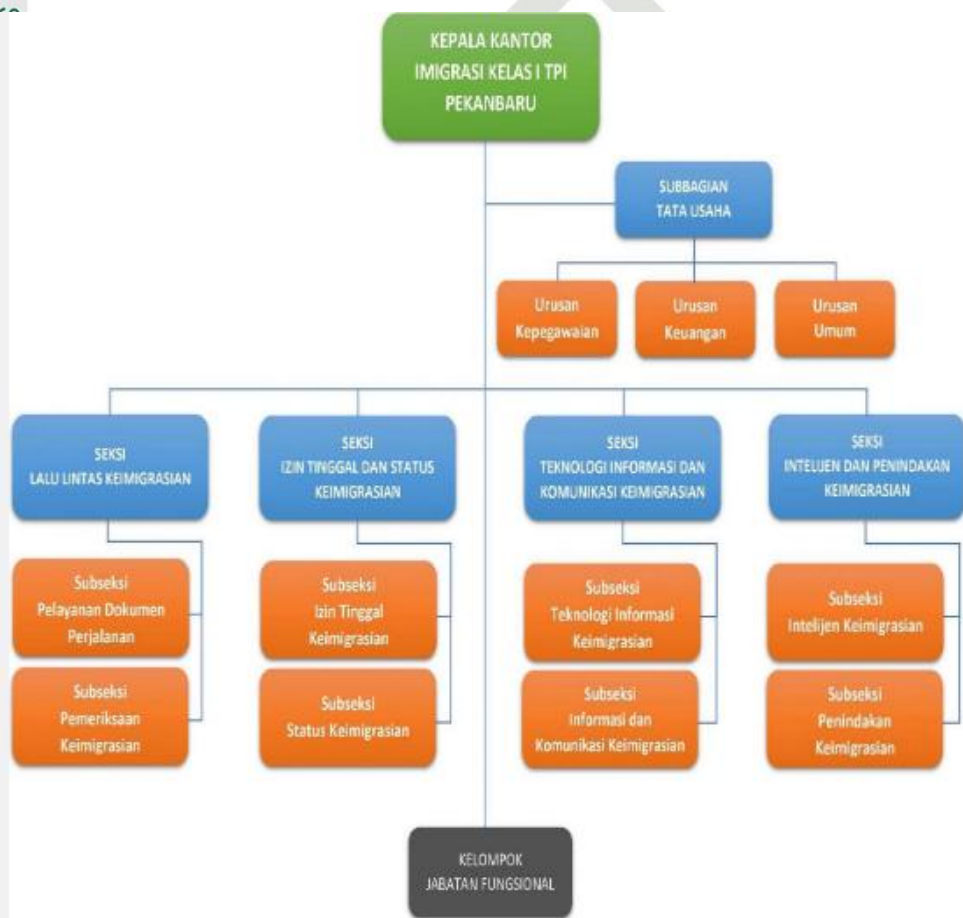 KEPALA KANTOR
IMIGRASI KELAS I TPI
PEKANBARU
SUBBAGIAN
TATA USAHA
Urusan
Kepegawaian
Urusan
Keuangan
Urusan
Umum
SEKSI
LALU LINTAS KEIMIGRASIAN
SEKSI
IZIN TINGGAL DAN STATUS
KEIMIGRASIAN
SEKSI
TEKNOLOGI INFORMASI DAN
KOMUNIKASI KEIMIGRASIAN
SEKSI
INTELIJEN DAN PENINDAKAN
KEIMIGRASIAN
Subseksi
Pelayanan Dokumen
Perjalanan
Subseksi
Izin Tinggal
Keimigrasian
Subseksi
Teknologi Informasi
Keimigrasian
Subseksi
Intelijen Keimigrasian
Subseksi
Pemeriksaan
Keimigrasian
Subseksi
Status Keimigrasian
Subseksi
Informasi dan
Komunikasi Keimigrasian
Subseksi
Penindakan
Keimigrasian
KELOMPOK
JABATAN FUNGSIONAL